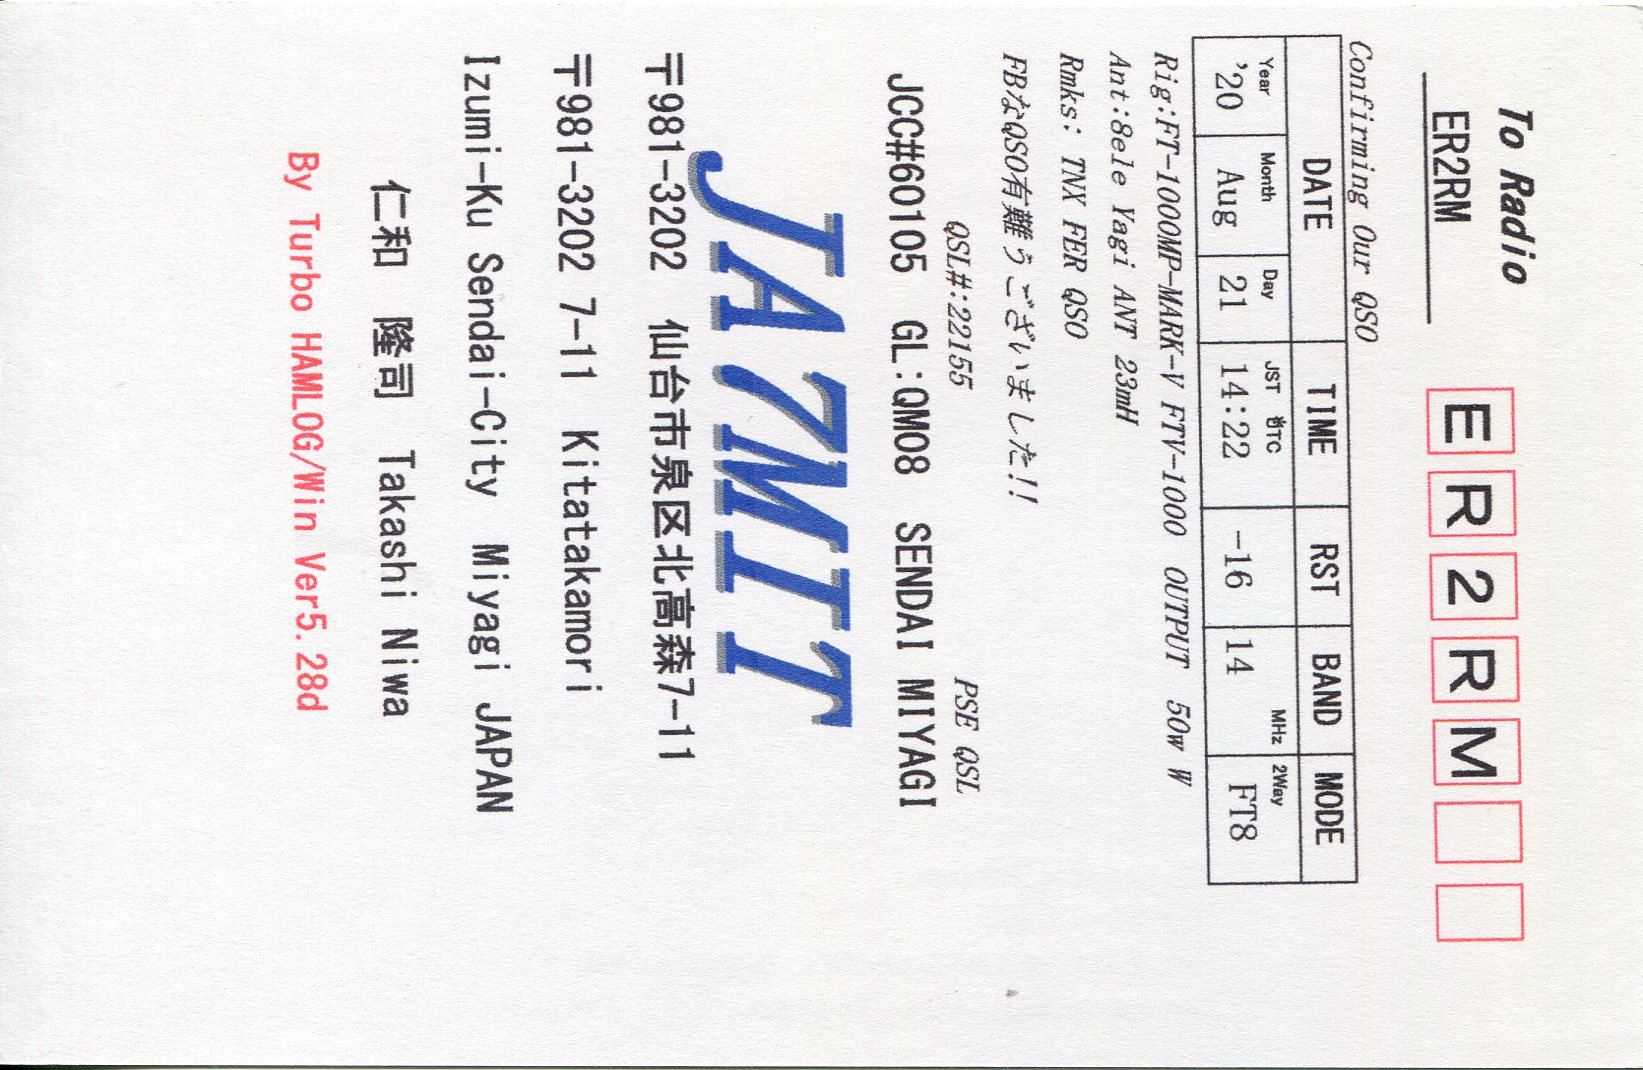 To Radio
ER2RM
E R 2 R M
Confirming Our QSO
DATE TIME RST BAND MODE
Year Month Day JST MHz 2Way
'20 Aug 21 14:22 -16 14 FT8
Rig:FT-1000MP-MARK-V FTV-1000 OUTPUT 50w W
Ant:8ele Yagi ANT 23mH
Rmks: TNX FER QSO
FBなQSO有難うございました!!
QSL#:22155 PSE QSL
JCC#60105 GL:QM08 SENDAI MIYAGI
JA7MIT
〒981-3202 仙台市泉区北高森7-11
〒981-3202 7-11 Kitatakamori
Izumi-Ku Sendai-City Miyagi JAPAN
仁和 隆司 Takashi Niwa
By Turbo HAMLOG/Win Ver5.28d